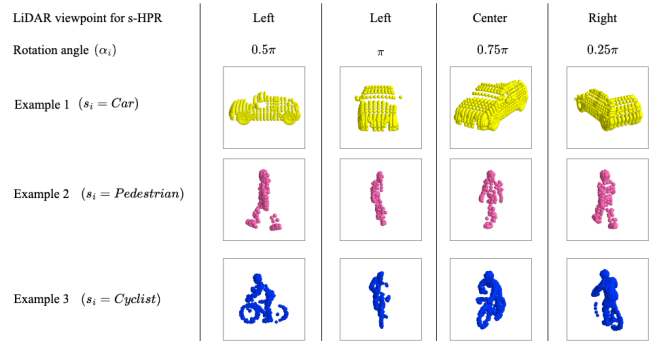 LiDAR viewpoint for s-HPR Left Left Center Right
Rotation angle (αᵢ) 0.5π π 0.75π 0.25π
Example 1 (sᵢ = Car)
Example 2 (sᵢ = Pedestrian)
Example 3 (sᵢ = Cyclist)